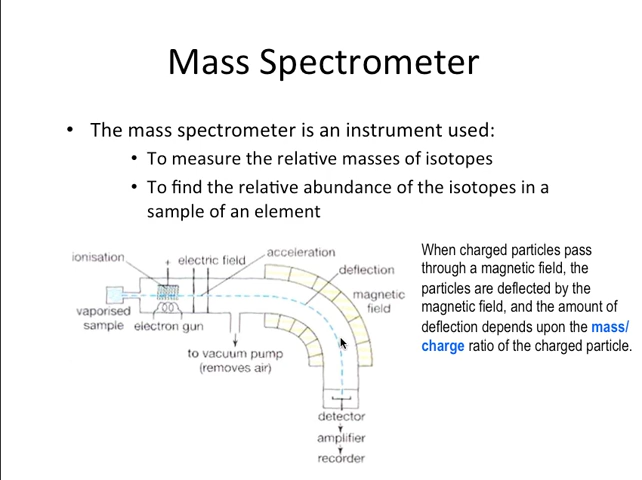 Mass Spectrometer
• The mass spectrometer is an instrument used:
• To measure the relative masses of isotopes
• To find the relative abundance of the isotopes in a
sample of an element
ionisation
+
electric field
acceleration
deflection
magnetic
field
vaporised
sample
electron gun
to vacuum pump
(removes air)
detector
amplifier
recorder
When charged particles pass
through a magnetic field, the
particles are deflected by the
magnetic field, and the amount of
deflection depends upon the mass/
charge ratio of the charged particle.